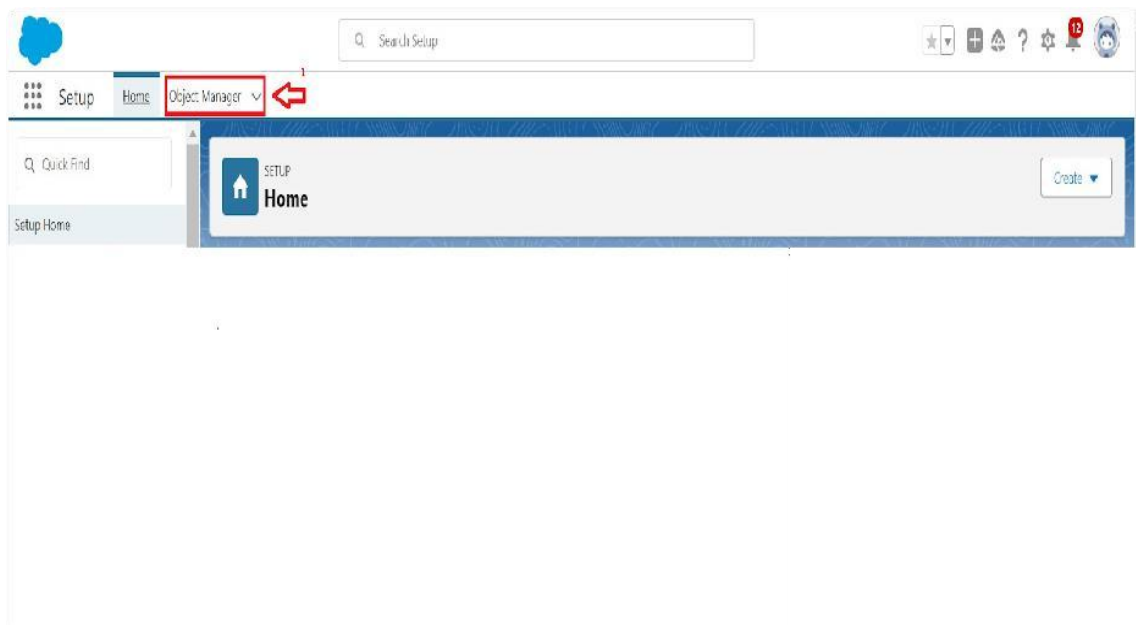 Search Setup
12
1
Setup Home Object Manager
Quick Find
SETUP
Home
Create
Setup Home